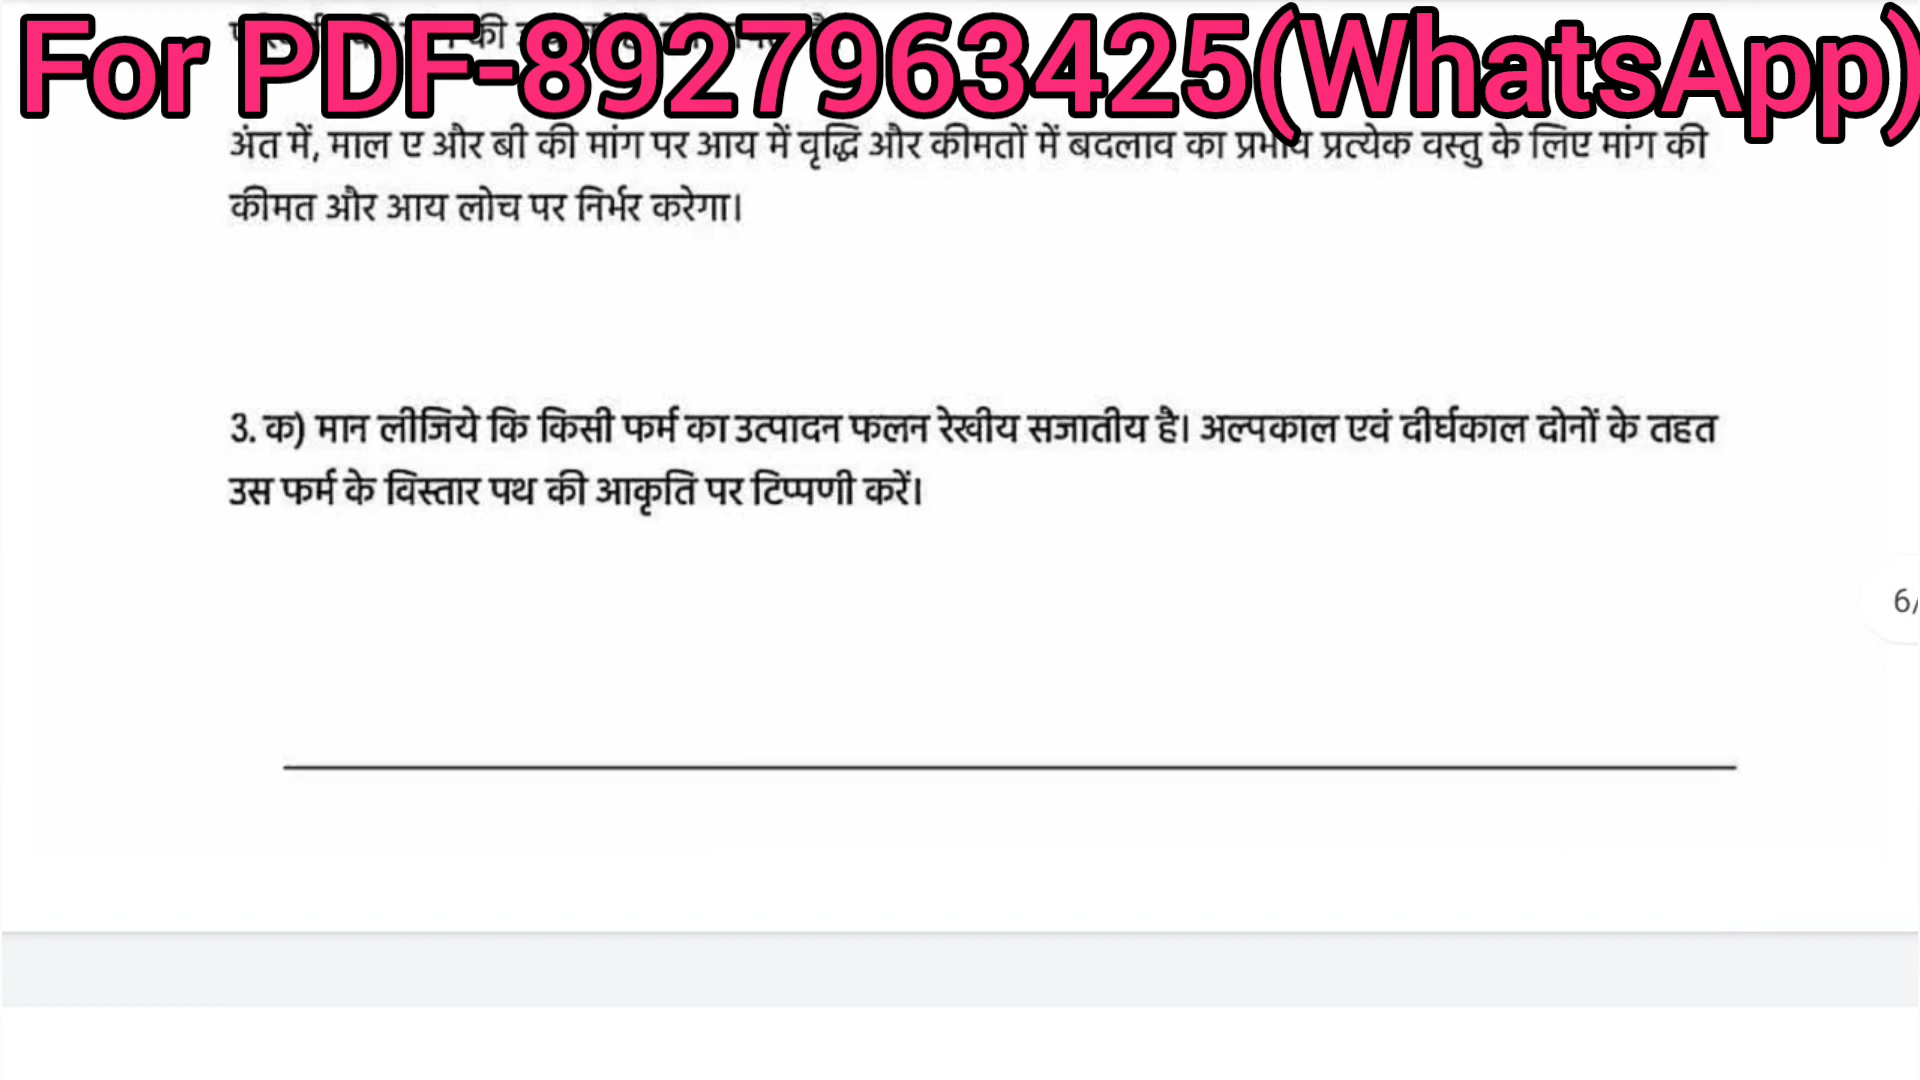 For PDF-8927963425(WhatsApp)
अंत में, माल ए और बी की मांग पर आय में वृद्धि और कीमतों में बदलाव का प्रभाव प्रत्येक वस्तु के लिए मांग की
कीमत और आय लोच पर निर्भर करेगा।
3. क) मान लीजिये कि किसी फर्म का उत्पादन फलन रेखीय सजातीय है। अल्पकाल एवं दीर्घकाल दोनों के तहत
उस फर्म के विस्तार पथ की आकृति पर टिप्पणी करें।
6/